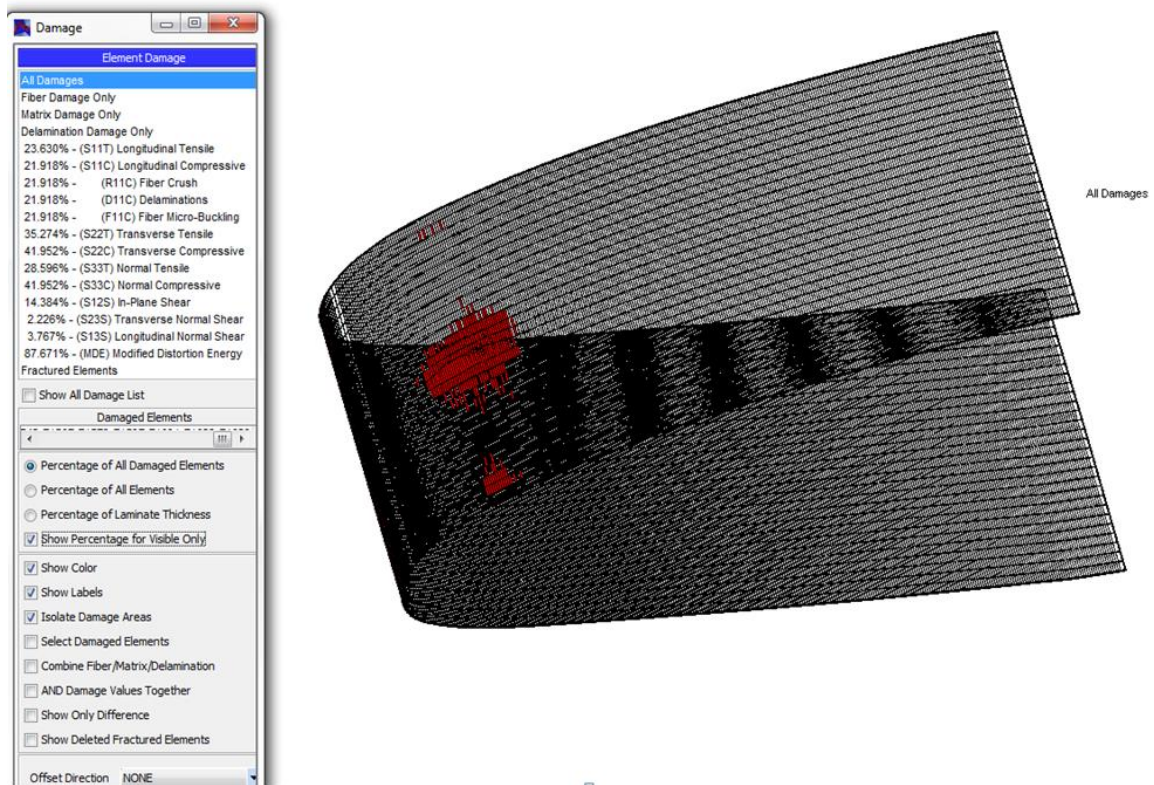 Damage
Element Damage
All Damages
Fiber Damage Only
Matrix Damage Only
Delamination Damage Only
23.630% - (S11T) Longitudinal Tensile
21.918% - (S11C) Longitudinal Compressive
21.918% - (R11C) Fiber Crush
21.918% - (D11C) Delaminations
21.918% - (F11C) Fiber Micro-Buckling
35.274% - (S22T) Transverse Tensile
41.952% - (S22C) Transverse Compressive
28.596% - (S33T) Normal Tensile
41.952% - (S33C) Normal Compressive
14.384% - (S12S) In-Plane Shear
2.226% - (S23S) Transverse Normal Shear
3.767% - (S13S) Longitudinal Normal Shear
87.671% - (MDE) Modified Distortion Energy
Fractured Elements
Show All Damage List
Damaged Elements
Percentage of All Damaged Elements
Percentage of All Elements
Percentage of Laminate Thickness
Show Percentage for Visible Only
Show Color
Show Labels
Isolate Damage Areas
Select Damaged Elements
Combine Fiber/Matrix/Delamination
AND Damage Values Together
Show Only Difference
Show Deleted Fractured Elements
Offset Direction NONE
All Damages